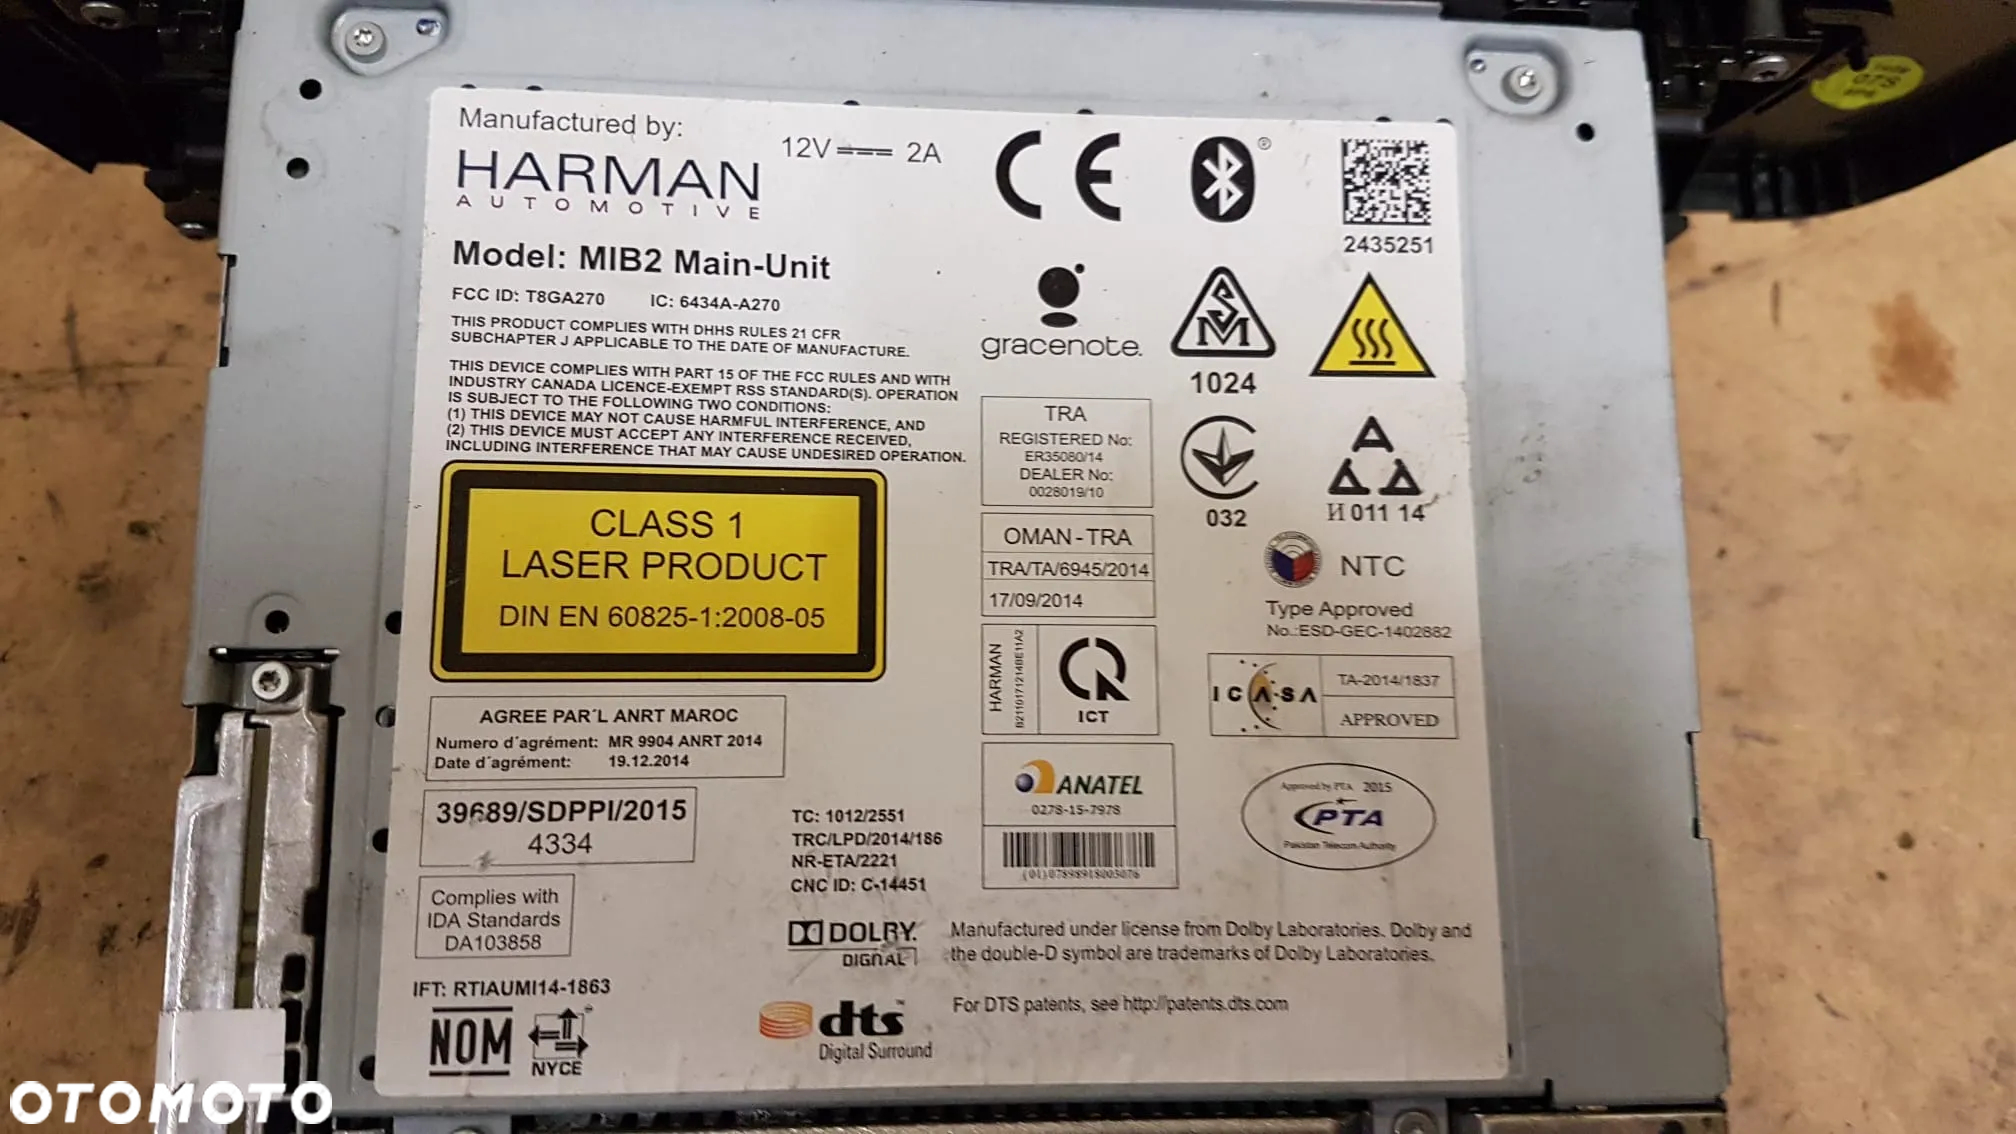 Manufactured by:
HARMAN
AUTOMOTIVE
12V 2A
Model: MIB2 Main-Unit
FCC ID: T8GA270 IC: 6434A-A270
THIS PRODUCT COMPLIES WITH DHHS RULES 21 CFR
SUBCHAPTER J APPLICABLE TO THE DATE OF MANUFACTURE.
THIS DEVICE COMPLIES WITH PART 15 OF THE FCC RULES AND WITH
INDUSTRY CANADA LICENCE-EXEMPT RSS STANDARD(S). OPERATION
IS SUBJECT TO THE FOLLOWING TWO CONDITIONS:
(1) THIS DEVICE MAY NOT CAUSE HARMFUL INTERFERENCE, AND
(2) THIS DEVICE MUST ACCEPT ANY INTERFERENCE RECEIVED,
INCLUDING INTERFERENCE THAT MAY CAUSE UNDESIRED OPERATION.
CLASS 1
LASER PRODUCT
DIN EN 60825-1:2008-05
AGREE PAR´L ANRT MAROC
Numero d´agrément: MR 9904 ANRT 2014
Date d´agrément: 19.12.2014
39689/SDPPI/2015
4334
Complies with
IDA Standards
DA103858
IFT: RTIAUMI14-1863
NOM
NYCE
TC: 1012/2551
TRC/LPD/2014/186
NR-ETA/2221
CNC ID: C-14451
DOLBY
DIGITAL
dts
Digital Surround
CE
®
2435251
gracenote.
1024
TRA
REGISTERED No:
ER35080/14
DEALER No:
0028019/10
032
И 011 14
OMAN-TRA
TRA/TA/6945/2014
17/09/2014
NTC
Type Approved
No.:ESD-GEC-1402882
HARMAN
ICT
ICASA
TA-2014/1837
APPROVED
ANATEL
0278-15-7978
(01)07898918005076
Approved by PTA 2015
PTA
Pakistan Telecom Authority
Manufactured under license from Dolby Laboratories. Dolby and
the double-D symbol are trademarks of Dolby Laboratories.
For DTS patents, see http://patents.dts.com
OTOMOTO